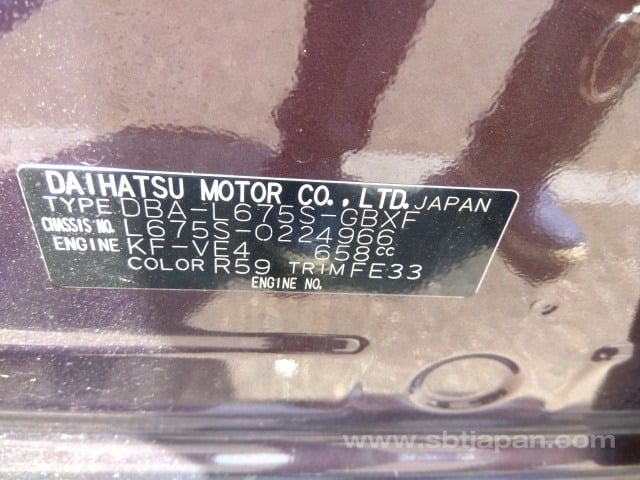 DAIHATSU MOTOR CO.,LTD. JAPAN
TYPE DBA-L675S-GBXF
CHASSIS NO. L675S-0224966
ENGINE KF-VE4 658cc
COLOR R59 TRIM FE33
ENGINE NO.
www.sbtjapan.com